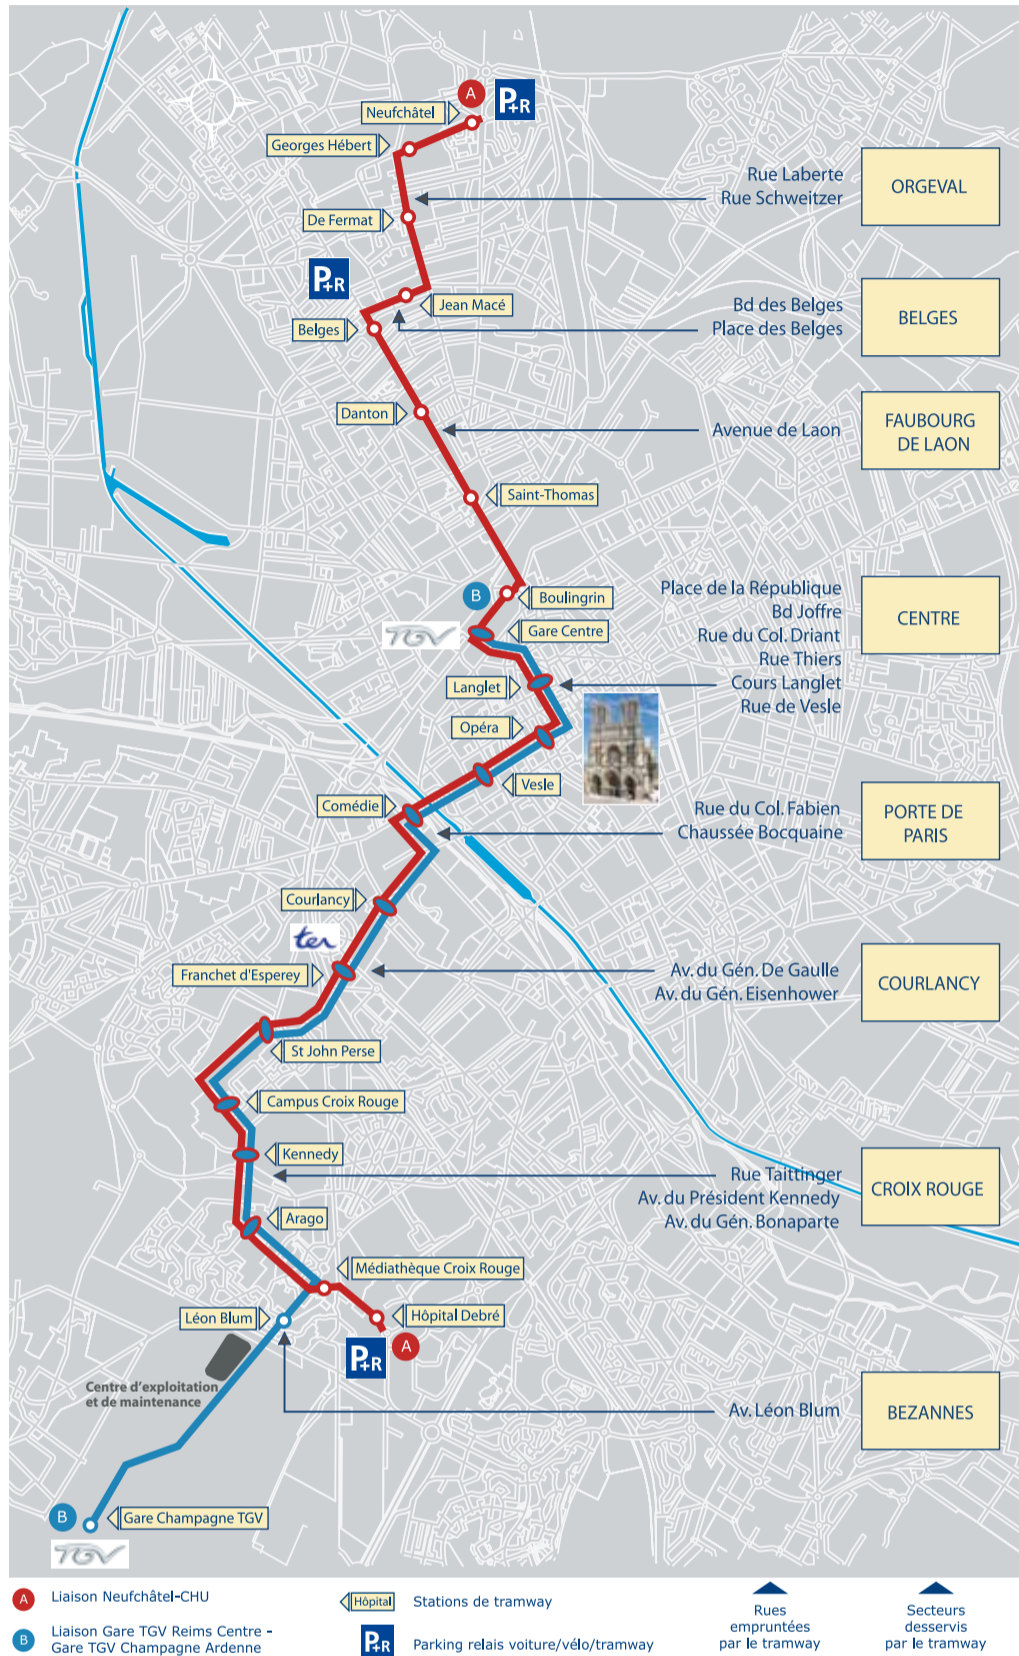 N
A
P+R
Neufchâtel
Georges Hébert
Rue Laberte
Rue Schweitzer
ORGEVAL
De Fermat
P+R
Jean Macé
Bd des Belges
Place des Belges
BELGES
Belges
Danton
Avenue de Laon
FAUBOURG
DE LAON
Saint-Thomas
B
Boulingrin
Place de la République
Bd Joffre
Rue du Col. Driant
Rue Thiers
Cours Langlet
Rue de Vesle
CENTRE
TGV
Gare Centre
Langlet
Opéra
Vesle
Comédie
Rue du Col. Fabien
Chaussée Bocquaine
PORTE DE
PARIS
Courlancy
ter
Franchet d'Esperey
Av. du Gén. De Gaulle
Av. du Gén. Eisenhower
COURLANCY
St John Perse
Campus Croix Rouge
Kennedy
Rue Taittinger
Av. du Président Kennedy
Av. du Gén. Bonaparte
CROIX ROUGE
Arago
Médiathèque Croix Rouge
Léon Blum
Hôpital Debré
P+R
A
Centre d'exploitation
et de maintenance
Av. Léon Blum
BEZANNES
B
Gare Champagne TGV
TGV
A
Liaison Neufchâtel-CHU
Hôpital
Stations de tramway
B
Liaison Gare TGV Reims Centre -
Gare TGV Champagne Ardenne
P+R
Parking relais voiture/vélo/tramway
Rues
empruntées
par le tramway
Secteurs
desservis
par le tramway